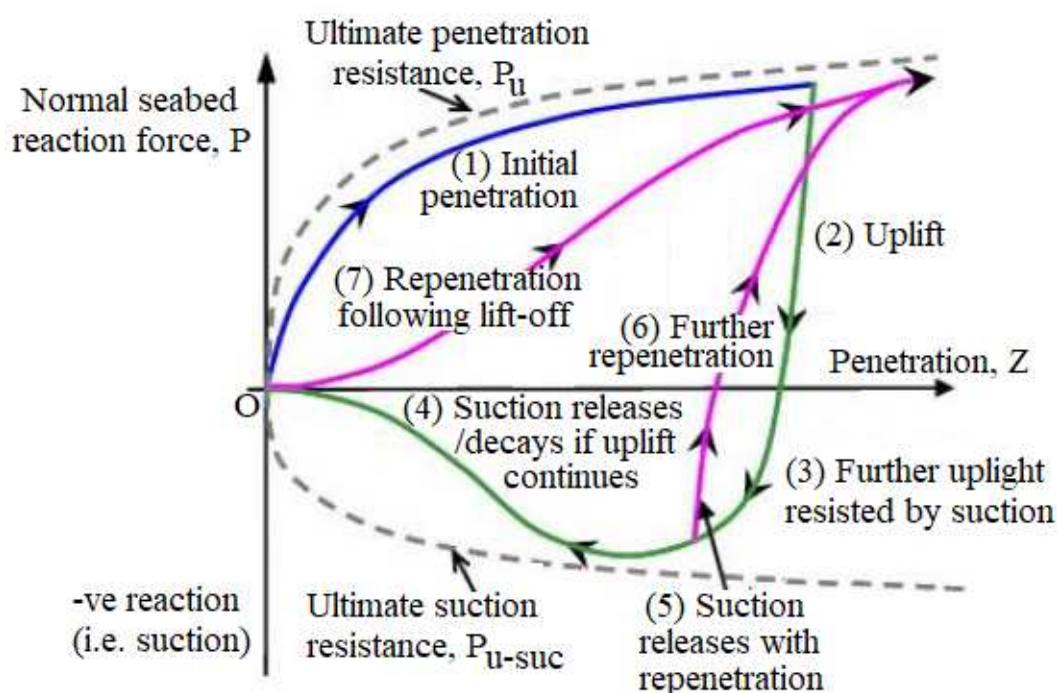 Ultimate penetration
resistance, Pu
Normal seabed
reaction force, P
(1) Initial
penetration
(2) Uplift
(7) Repenetration
following lift-off
(6) Further
repenetration
Penetration, Z
O
(4) Suction releases
/decays if uplift
continues
(3) Further uplight
resisted by suction
-ve reaction
(i.e. suction)
Ultimate suction
resistance, Pu-suc
(5) Suction
releases with
repenetration